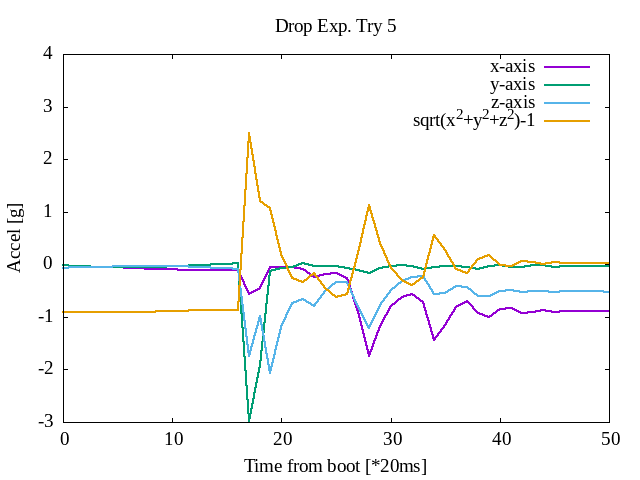 Drop Exp. Try 5
x-axis
y-axis
z-axis
sqrt(x²+y²+z²)-1
4
3
2
1
0
-1
-2
-3
Accel [g]
0 10 20 30 40 50
Time from boot [*20ms]